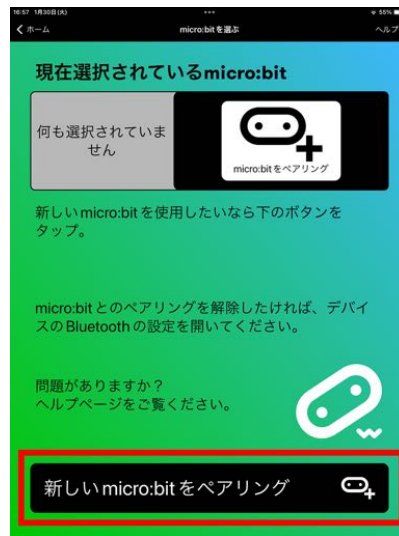 16:57 1月30日(火) 55%
ホーム
micro:bitを選ぶ
ヘルプ
現在選択されているmicro:bit
何も選択されていま
せん
micro:bitをペアリング
新しいmicro:bitを使用したいなら下のボタンを
タップ。
micro:bitとのペアリングを解除したければ、デバイ
スのBluetoothの設定を開いてください。
問題がありますか？
ヘルプページをご覧ください。
新しいmicro:bitをペアリング